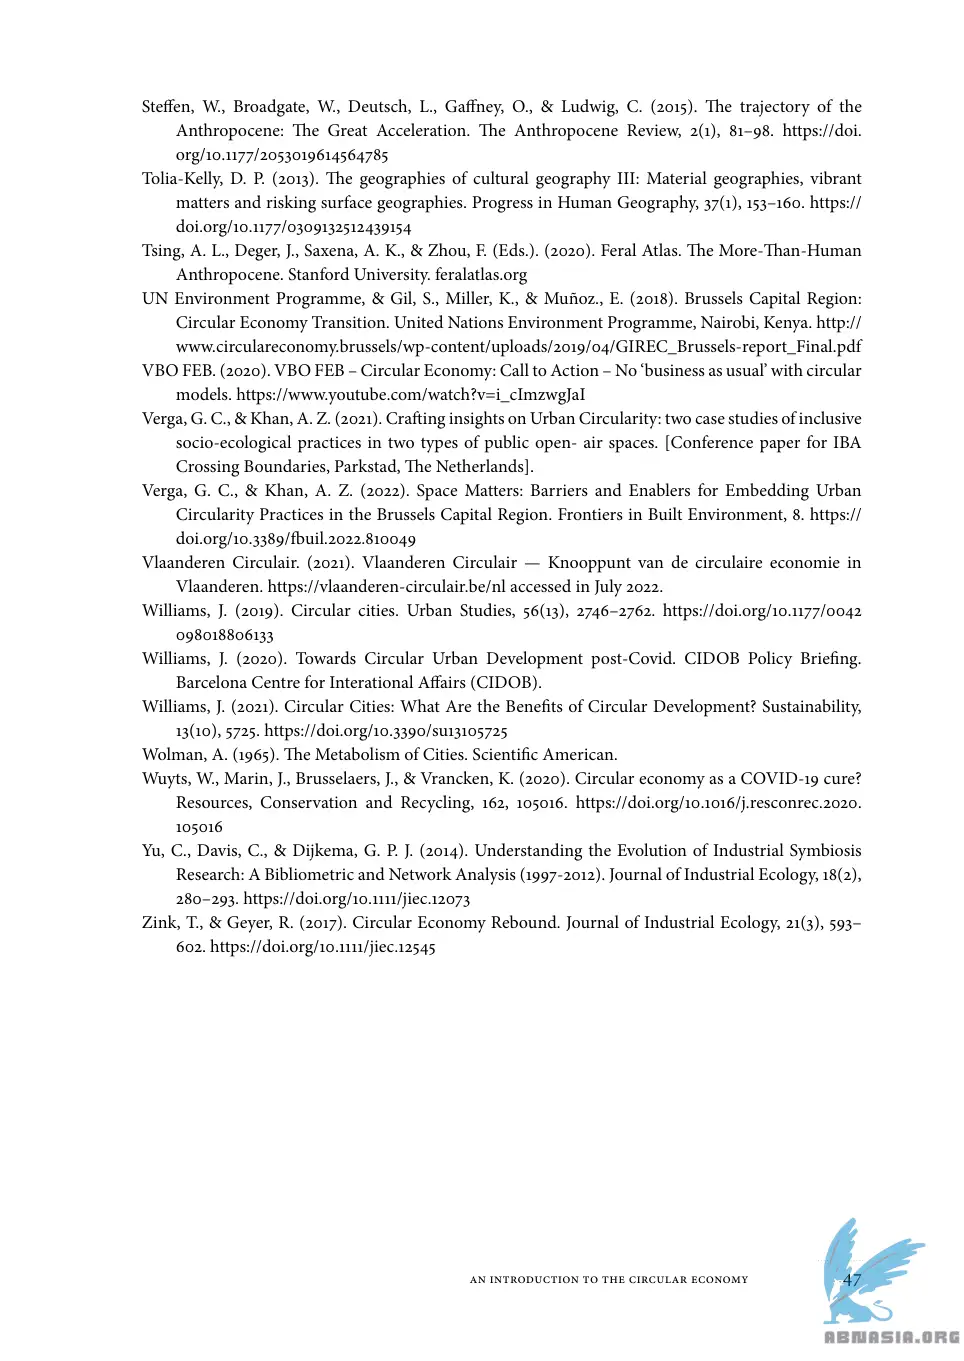 Steffen, W., Broadgate, W., Deutsch, L., Gaffney, O., & Ludwig, C. (2015). The trajectory of the
Anthropocene: The Great Acceleration. The Anthropocene Review, 2(1), 81–98. https://doi.
org/10.1177/2053019614564785
Tolia-Kelly, D. P. (2013). The geographies of cultural geography III: Material geographies, vibrant
matters and risking surface geographies. Progress in Human Geography, 37(1), 153–160. https://
doi.org/10.1177/0309132512439154
Tsing, A. L., Deger, J., Saxena, A. K., & Zhou, F. (Eds.). (2020). Feral Atlas. The More-Than-Human
Anthropocene. Stanford University. feralatlas.org
UN Environment Programme, & Gil, S., Miller, K., & Muñoz., E. (2018). Brussels Capital Region:
Circular Economy Transition. United Nations Environment Programme, Nairobi, Kenya. http://
www.circulareconomy.brussels/wp-content/uploads/2019/04/GIREC_Brussels-report_Final.pdf
VBO FEB. (2020). VBO FEB – Circular Economy: Call to Action – No ‘business as usual’ with circular
models. https://www.youtube.com/watch?v=i_cImzwgJaI
Verga, G. C., & Khan, A. Z. (2021). Crafting insights on Urban Circularity: two case studies of inclusive
socio-ecological practices in two types of public open- air spaces. [Conference paper for IBA
Crossing Boundaries, Parkstad, The Netherlands].
Verga, G. C., & Khan, A. Z. (2022). Space Matters: Barriers and Enablers for Embedding Urban
Circularity Practices in the Brussels Capital Region. Frontiers in Built Environment, 8. https://
doi.org/10.3389/fbuil.2022.810049
Vlaanderen Circulair. (2021). Vlaanderen Circulair — Knooppunt van de circulaire economie in
Vlaanderen. https://vlaanderen-circulair.be/nl accessed in July 2022.
Williams, J. (2019). Circular cities. Urban Studies, 56(13), 2746–2762. https://doi.org/10.1177/0042
098018806133
Williams, J. (2020). Towards Circular Urban Development post-Covid. CIDOB Policy Briefing.
Barcelona Centre for Interational Affairs (CIDOB).
Williams, J. (2021). Circular Cities: What Are the Benefits of Circular Development? Sustainability,
13(10), 5725. https://doi.org/10.3390/su13105725
Wolman, A. (1965). The Metabolism of Cities. Scientific American.
Wuyts, W., Marin, J., Brusselaers, J., & Vrancken, K. (2020). Circular economy as a COVID-19 cure?
Resources, Conservation and Recycling, 162, 105016. https://doi.org/10.1016/j.resconrec.2020.
105016
Yu, C., Davis, C., & Dijkema, G. P. J. (2014). Understanding the Evolution of Industrial Symbiosis
Research: A Bibliometric and Network Analysis (1997-2012). Journal of Industrial Ecology, 18(2),
280–293. https://doi.org/10.1111/jiec.12073
Zink, T., & Geyer, R. (2017). Circular Economy Rebound. Journal of Industrial Ecology, 21(3), 593–
602. https://doi.org/10.1111/jiec.12545
AN INTRODUCTION TO THE CIRCULAR ECONOMY 47
ABNASIA.ORG